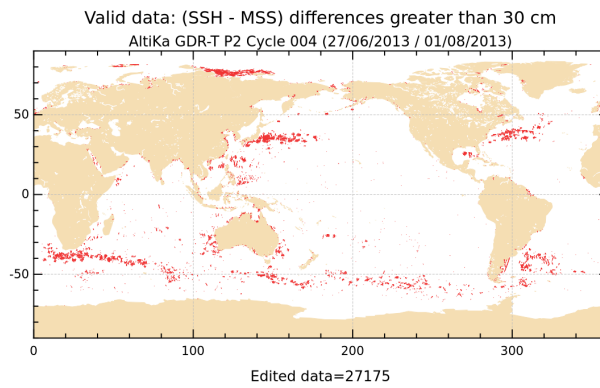 Valid data: (SSH - MSS) differences greater than 30 cm
AltiKa GDR-T P2 Cycle 004 (27/06/2013 / 01/08/2013)
50
0
-50
0 100 200 300
Edited data=27175